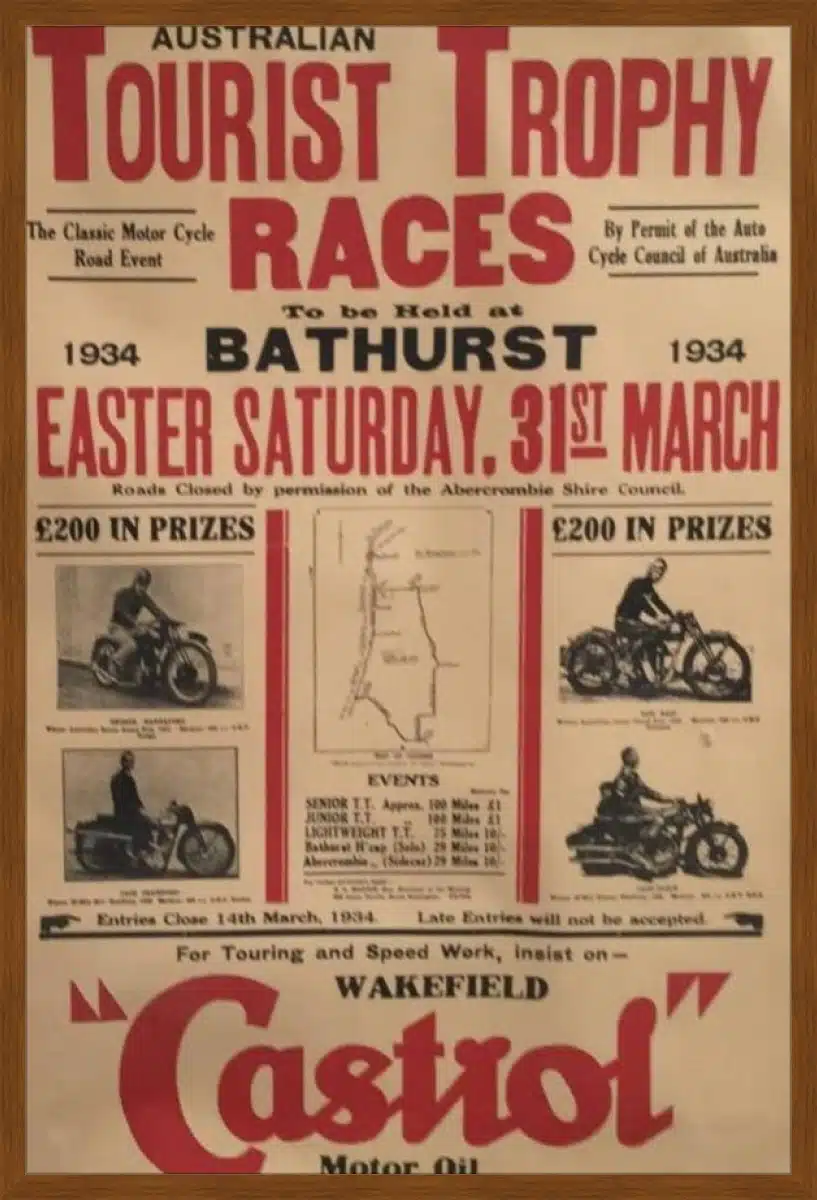 AUSTRALIAN
TOURIST TROPHY
RACES
The Classic Motor Cycle
Road Event
By Permit of the Auto
Cycle Council of Australia
To be Held at
1934 BATHURST 1934
EASTER SATURDAY, 31ST MARCH
Roads Closed by permission of the Abercrombie Shire Council.
£200 IN PRIZES
£200 IN PRIZES
EVENTS
SENIOR T.T. Approx. 100 Miles £1
JUNIOR T.T. " 100 Miles £1
LIGHTWEIGHT T.T. 75 Miles 10/-
Bathurst H'cap (Solo) 29 Miles 10/-
Abercrombie " (Sidecar) 29 Miles 10/-
Entries Close 14th March, 1934. Late Entries will not be accepted.
For Touring and Speed Work, insist on—
WAKEFIELD
"Castrol"
Motor Oil